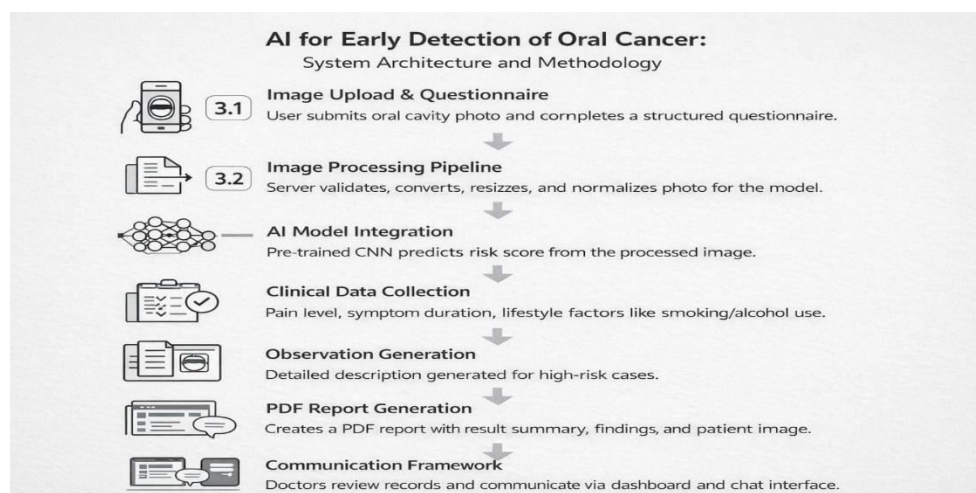 AI for Early Detection of Oral Cancer:
System Architecture and Methodology
3.1
Image Upload & Questionnaire
User submits oral cavity photo and completes a structured questionnaire.
3.2
Image Processing Pipeline
Server validates, converts, resizzes, and normalizes photo for the model.
AI Model Integration
Pre-trained CNN predicts risk score from the processed image.
Clinical Data Collection
Pain level, symptom duration, lifestyle factors like smoking/alcohol use.
Observation Generation
Detailed description generated for high-risk cases.
PDF Report Generation
Creates a PDF report with result summary, findings, and patient image.
Communication Framework
Doctors review records and communicate via dashboard and chat interface.